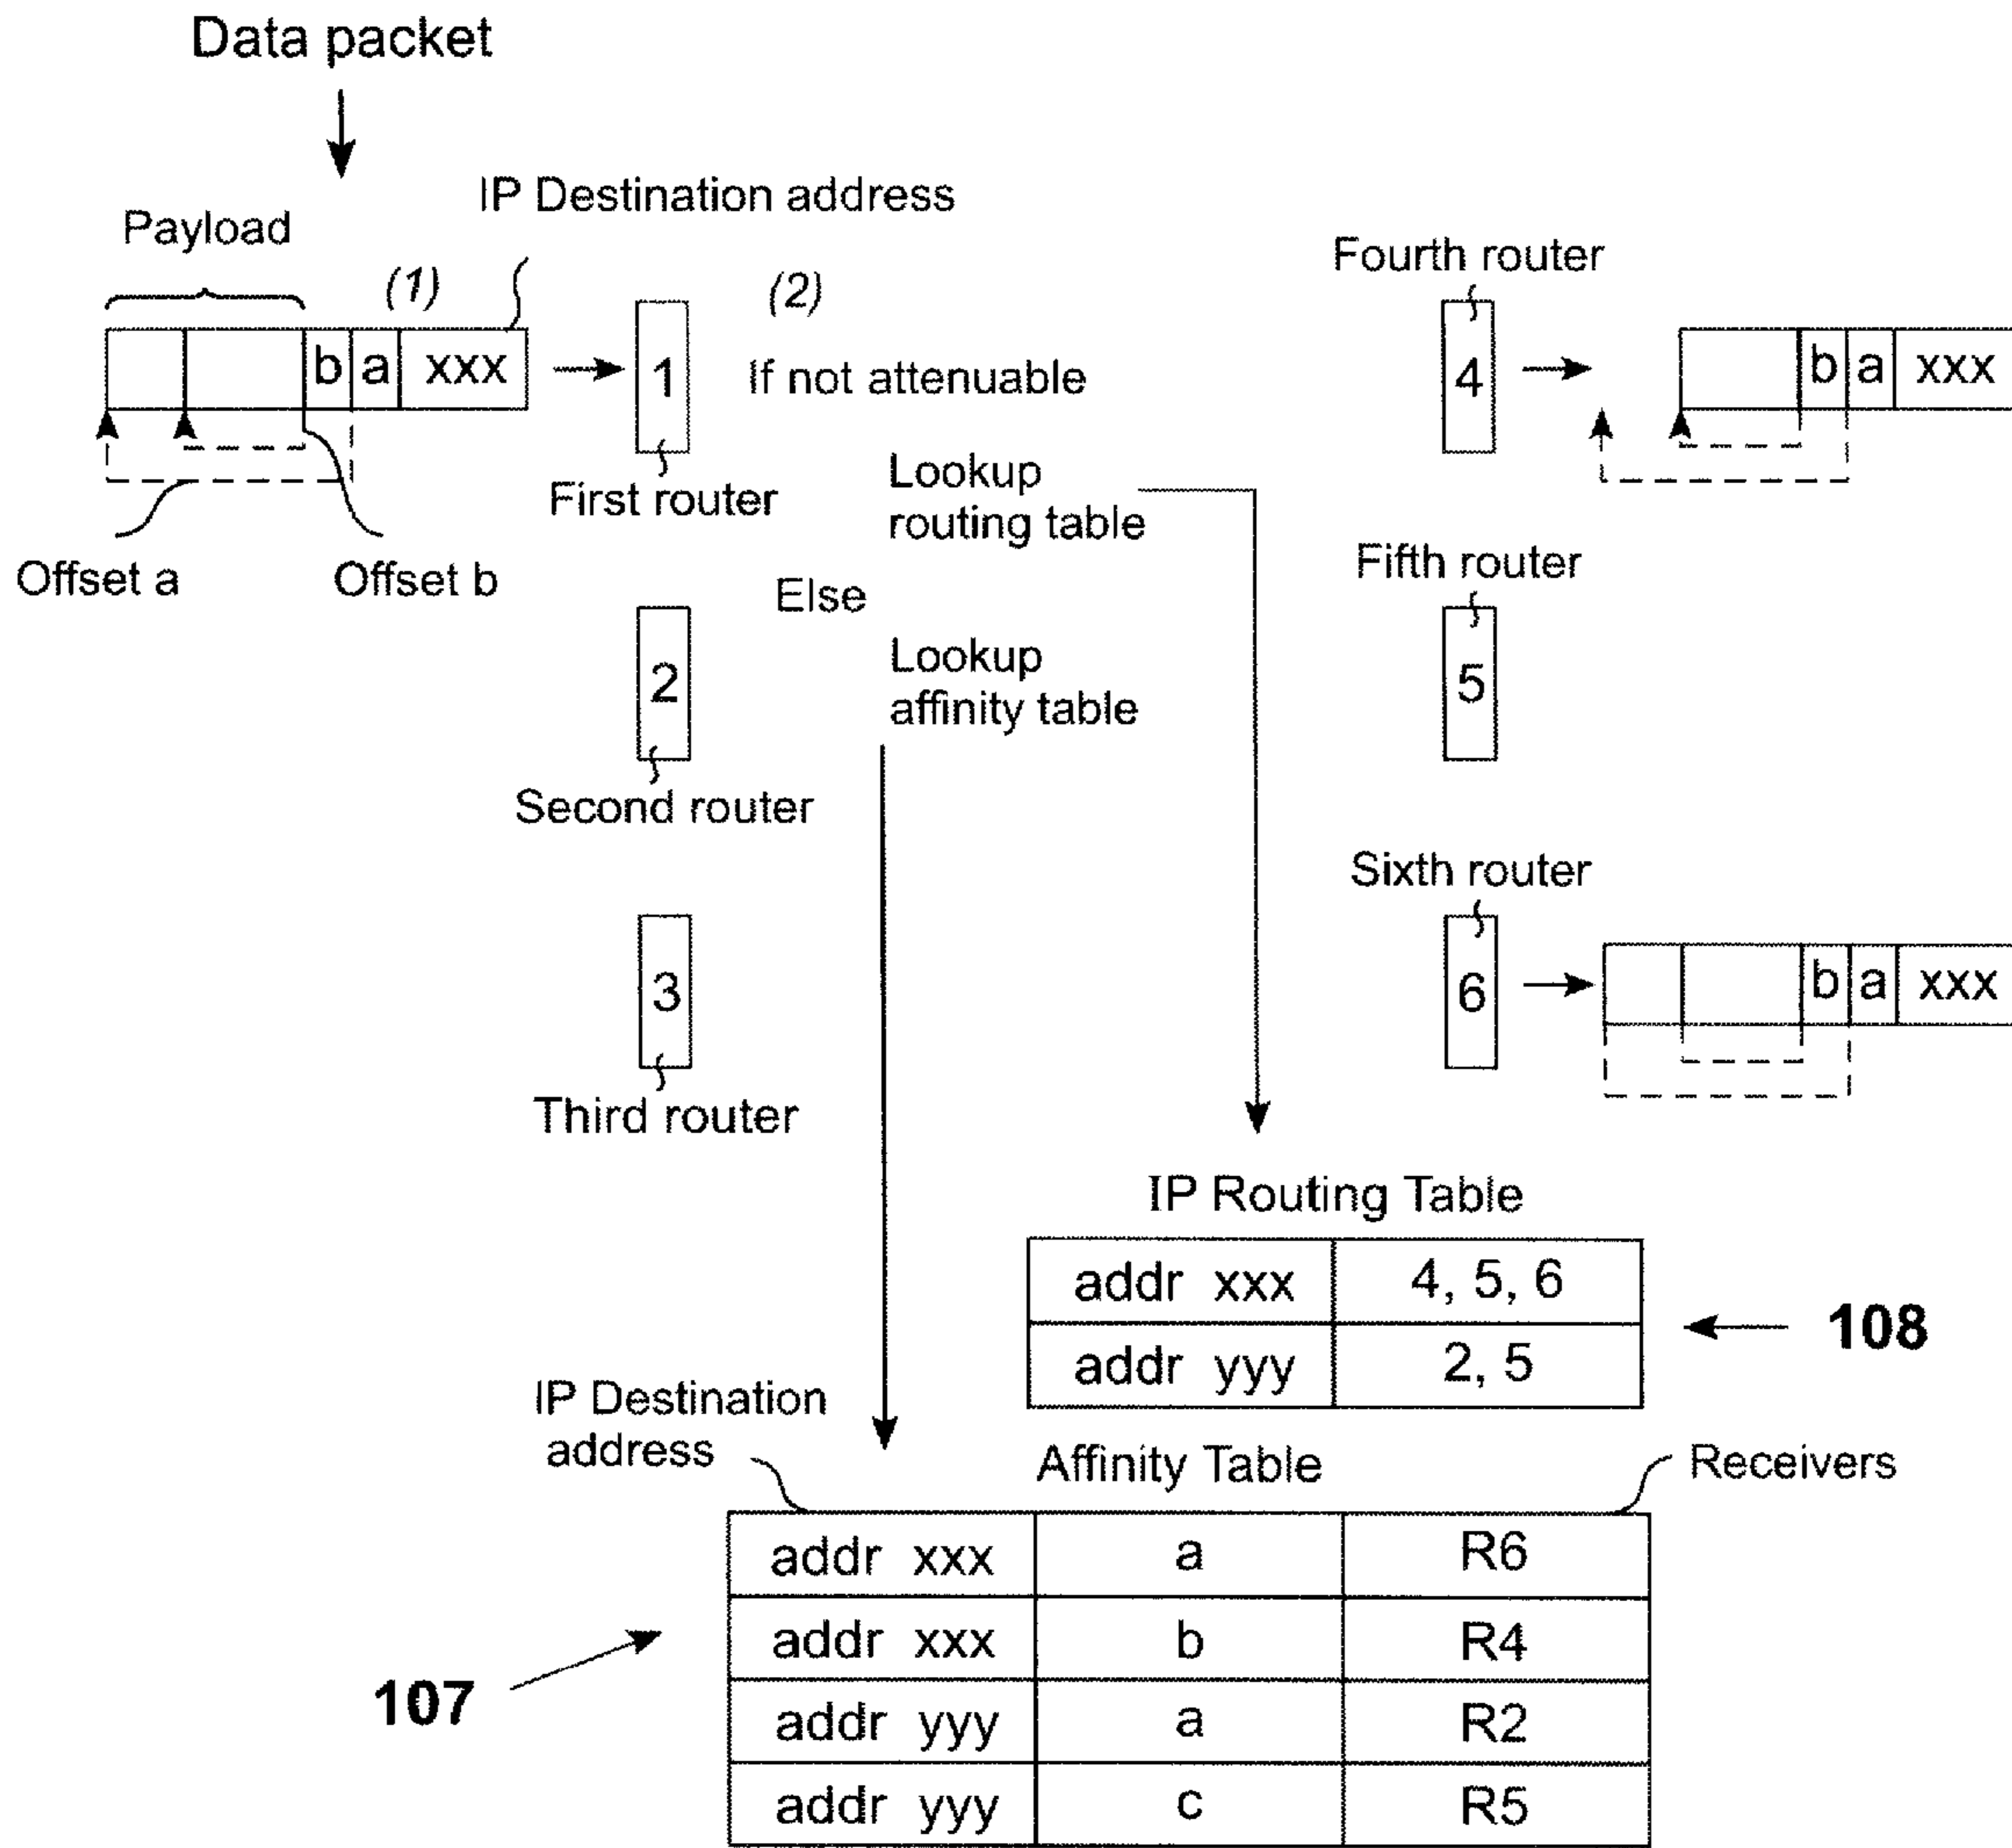 Data packet
IP Destination address
Payload
(1)
(2)
b a xxx
1
If not attenuable
First router
Offset a
Offset b
Lookup
routing table
Else
2
Second router
Lookup
affinity table
3
Third router
Fourth router
4
b a xxx
Fifth router
5
Sixth router
6
b a xxx
IP Routing Table
addr xxx 4, 5, 6
addr yyy 2, 5
108
IP Destination
address
Affinity Table
Receivers
addr xxx a R6
addr xxx b R4
addr yyy a R2
addr yyy c R5
107